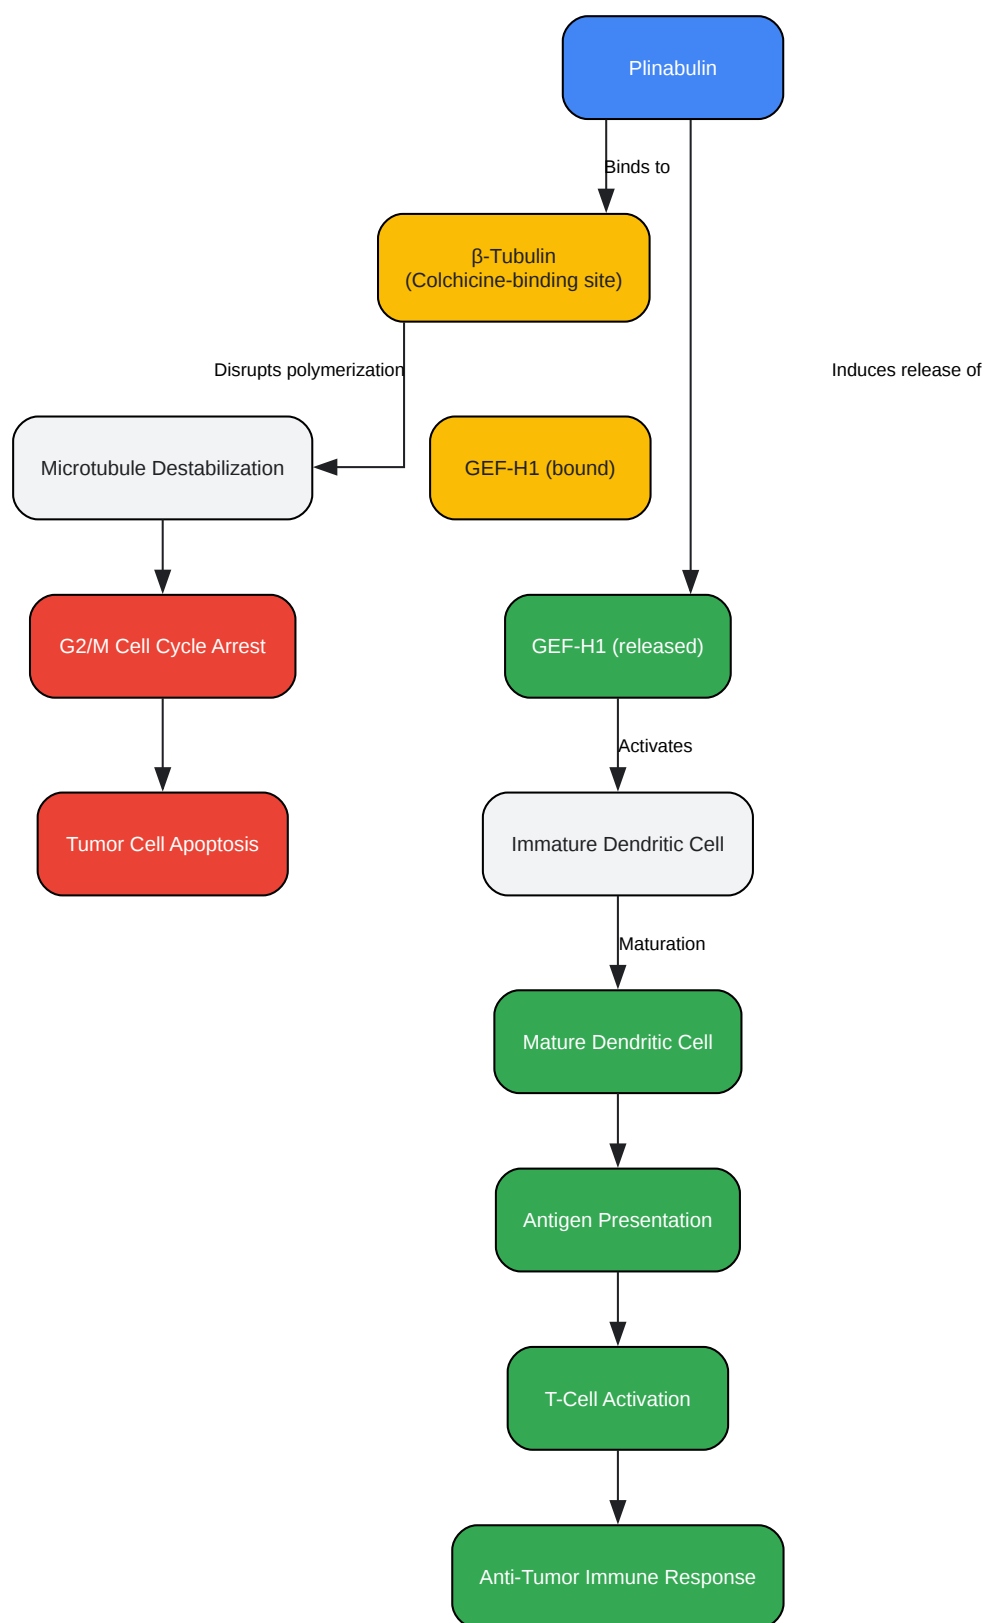 Plinabulin
Binds to
β-Tubulin
(Colchicine-binding site)
Disrupts polymerization
Induces release of
Microtubule Destabilization
GEF-H1 (bound)
G2/M Cell Cycle Arrest
GEF-H1 (released)
Activates
Tumor Cell Apoptosis
Immature Dendritic Cell
Maturation
Mature Dendritic Cell
Antigen Presentation
T-Cell Activation
Anti-Tumor Immune Response